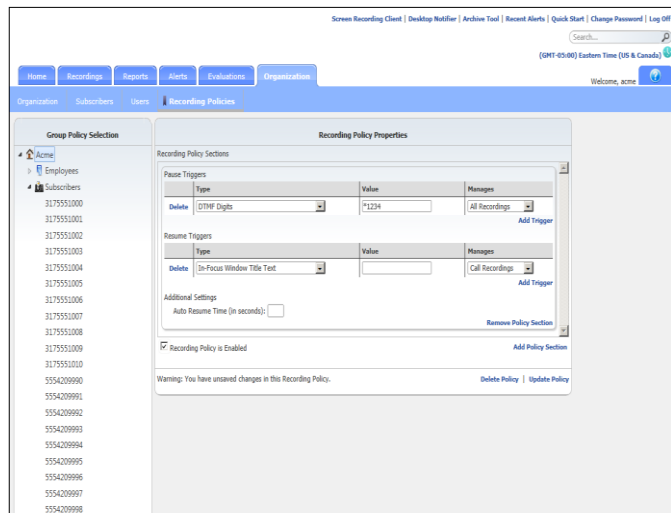 Screen Recording Client | Desktop Notifier | Archive Tool | Recent Alerts | Quick Start | Change Password | Log Off
Search...
(GMT-05:00) Eastern Time (US & Canada)
Home Recordings Reports Alerts Evaluations Organization
Welcome, acme
Organization Subscribers Users Recording Policies
Group Policy Selection
Acme
Employees
Subscribers
3175551000
3175551001
3175551002
3175551003
3175551004
3175551005
3175551006
3175551007
3175551008
3175551009
3175551010
5554209990
5554209991
5554209992
5554209993
5554209994
5554209995
5554209996
5554209997
5554209998
Recording Policy Properties
Recording Policy Sections
Pause Triggers
Type Value Manages
Delete DTMF Digits *1234 All Recordings
Add Trigger
Resume Triggers
Type Value Manages
Delete In-Focus Window Title Text Call Recordings
Add Trigger
Additional Settings
Auto Resume Time (in seconds):
Remove Policy Section
Recording Policy is Enabled Add Policy Section
Warning: You have unsaved changes in this Recording Policy. Delete Policy | Update Policy